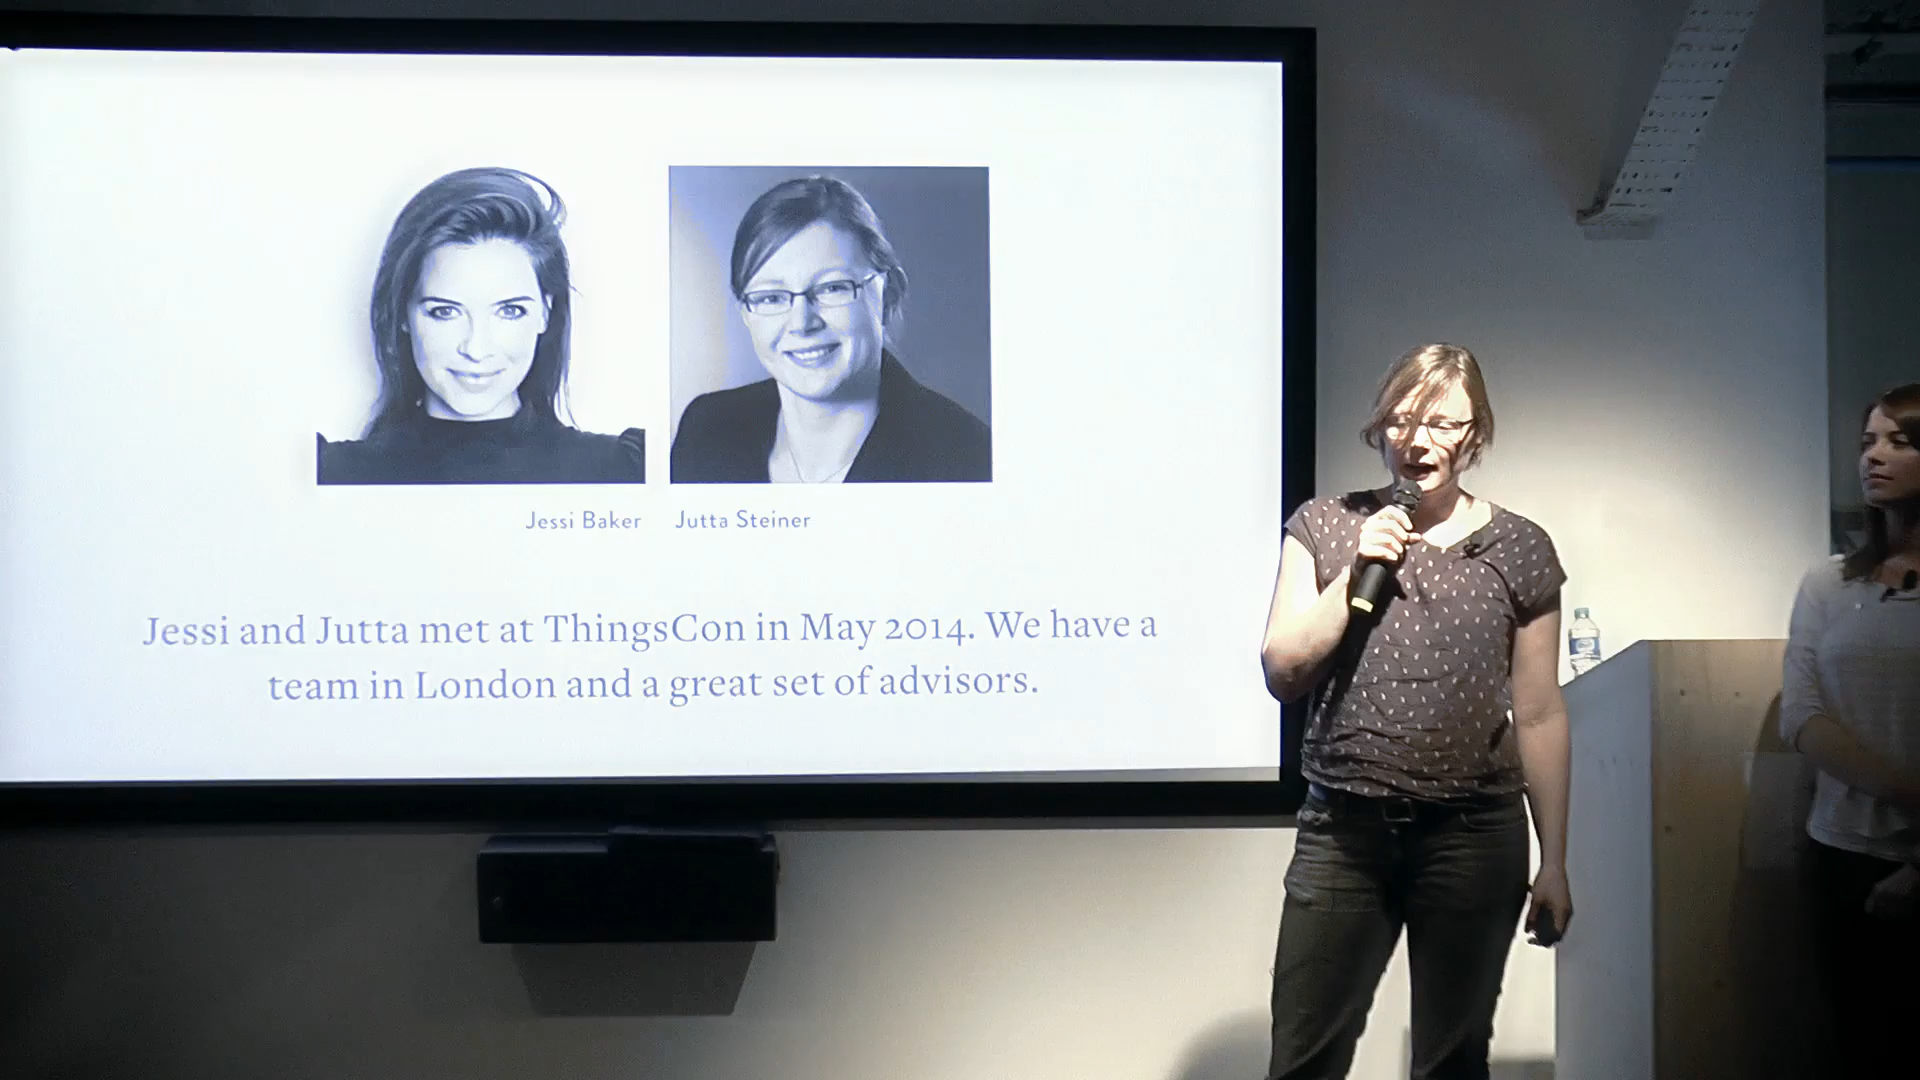 Jessi Baker Jutta Steiner
Jessi and Jutta met at ThingsCon in May 2014. We have a
team in London and a great set of advisors.